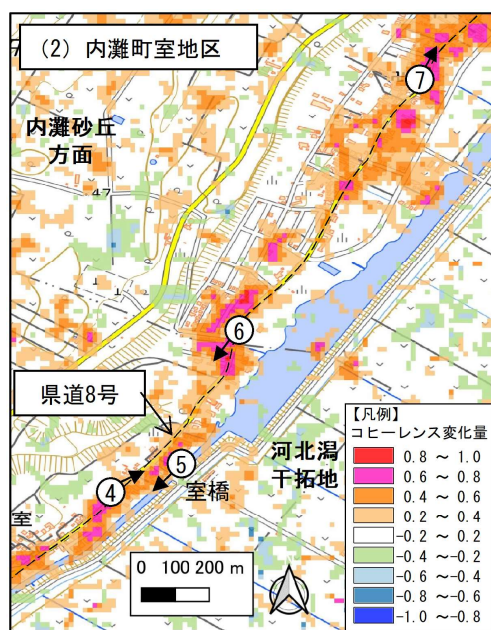 （2）内灘町室地区
⑦
内灘砂丘
方面
47
⑥
県道8号
⑤
④
室橋
河北潟
干拓地
室
0 100 200 m
【凡例】
コヒーレンス変化量
0.8 ～ 1.0
0.6 ～ 0.8
0.4 ～ 0.6
0.2 ～ 0.4
-0.2 ～ 0.2
-0.4 ～ -0.2
-0.6 ～ -0.4
-0.8 ～ -0.6
-1.0 ～ -0.8